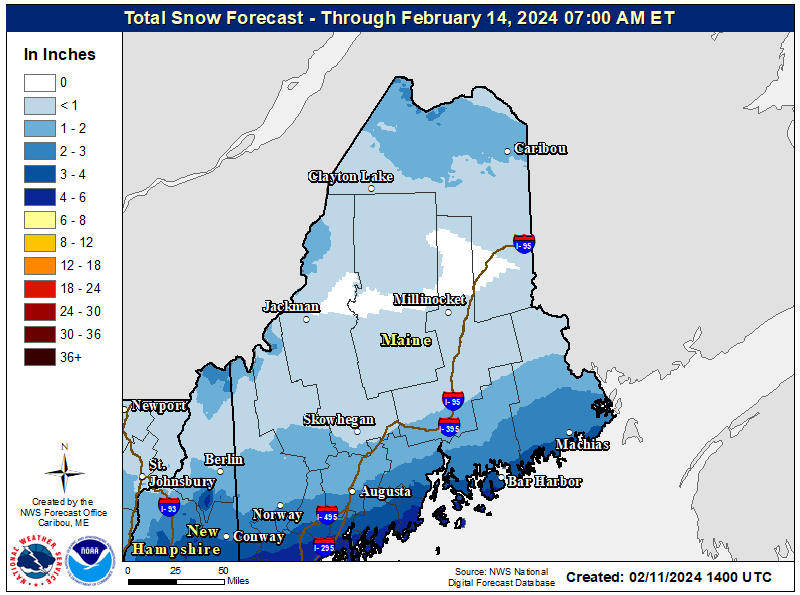 Total Snow Forecast - Through February 14, 2024 07:00 AM ET
In Inches
0
< 1
1 - 2
2 - 3
3 - 4
4 - 6
6 - 8
8 - 12
12 - 18
18 - 24
24 - 30
30 - 36
36+
Caribou
Clayton Lake
I-95
Jackman
Millinocket
Maine
Newport
I-95
Skowhegan
I-395
Machias
St.
Johnsbury
Berlin
Bar Harbor
Augusta
I-93
Norway
I-495
New
Hampshire
Conway
I-295
N
Created by the
NWS Forecast Office
Caribou, ME
NATIONAL WEATHER SERVICE
NOAA
0 25 50
Miles
Source: NWS National
Digital Forecast Database
Created: 02/11/2024 1400 UTC